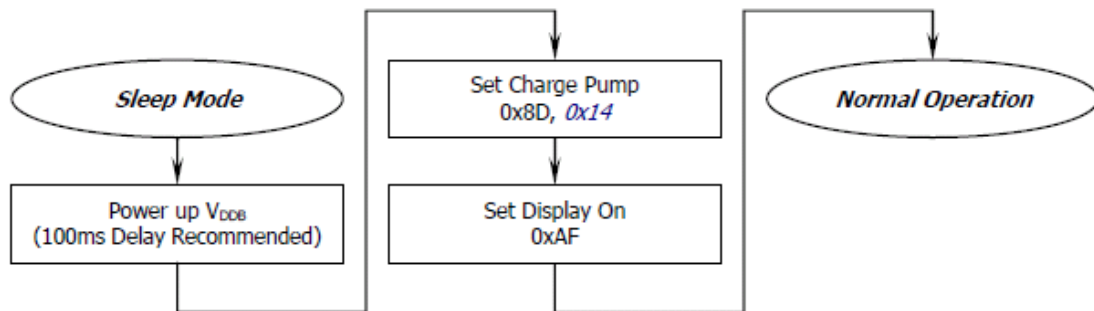 Sleep Mode
Power up VDDB
(100ms Delay Recommended)
Set Charge Pump
0x8D, 0x14
Set Display On
0xAF
Normal Operation